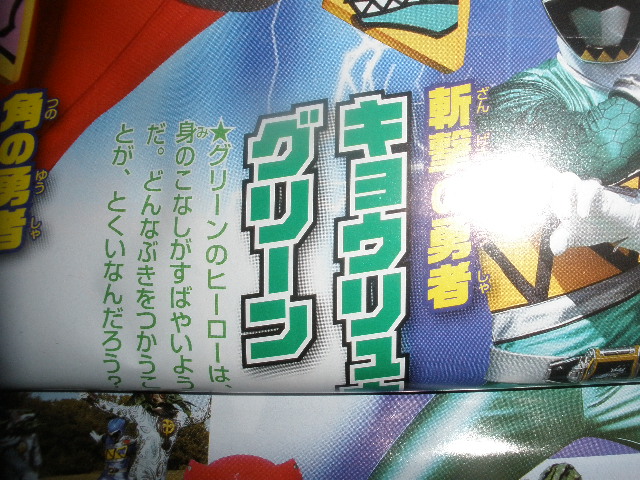 斬撃の勇者
キョウリュ
グリーン
★グリーンのヒーローは、
身のこなしがすばやいよう
だ。どんなぶきをつかうこ
とが、とくいなんだろう？
角の勇者